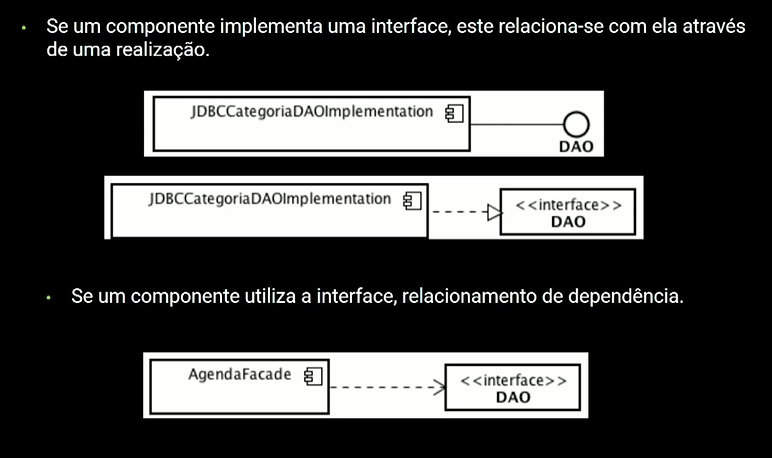 • Se um componente implementa uma interface, este relaciona-se com ela através
de uma realização.
JDBCCategoriaDAOImplementation
DAO
JDBCCategoriaDAOImplementation
<<interface>>
DAO
• Se um componente utiliza a interface, relacionamento de dependência.
AgendaFacade
<<interface>>
DAO